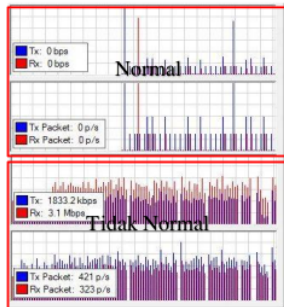 Tx: 0 bps
Rx: 0 bps
Normal
Tx Packet: 0 p/s
Rx Packet: 0 p/s
Tx: 1833.2 kbps
Rx: 3.1 Mbps
Tidak Normal
Tx Packet: 421 p/s
Rx Packet: 323 p/s